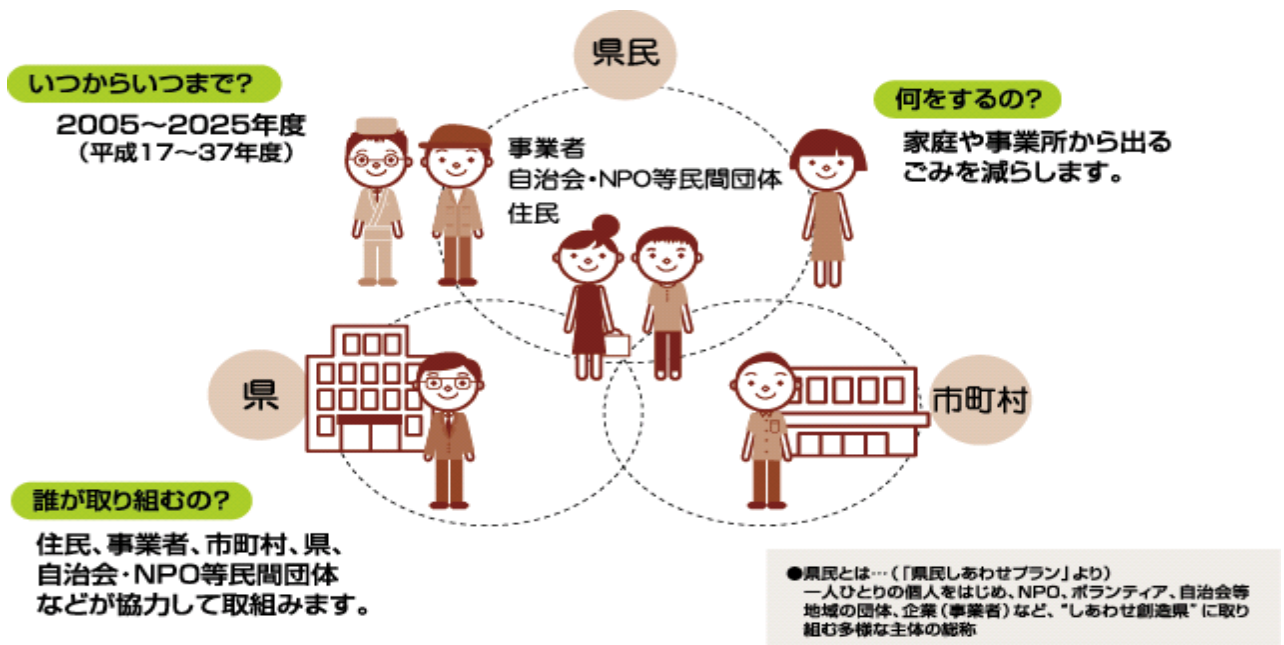 県民
いつからいつまで?
2005〜2025年度
(平成17〜37年度)
何をするの?
家庭や事業所から出る
ごみを減らします。
事業者
自治会・NPO等民間団体
住民
県
市町村
誰が取り組むの?
住民、事業者、市町村、県、
自治会・NPO等民間団体
などが協力して取組みます。
●県民とは…(「県民しあわせプラン」より)
一人ひとりの個人をはじめ、NPO、ボランティア、自治会等
地域の団体、企業(事業者)など、"しあわせ創造県"に取り
組む多様な主体の総称